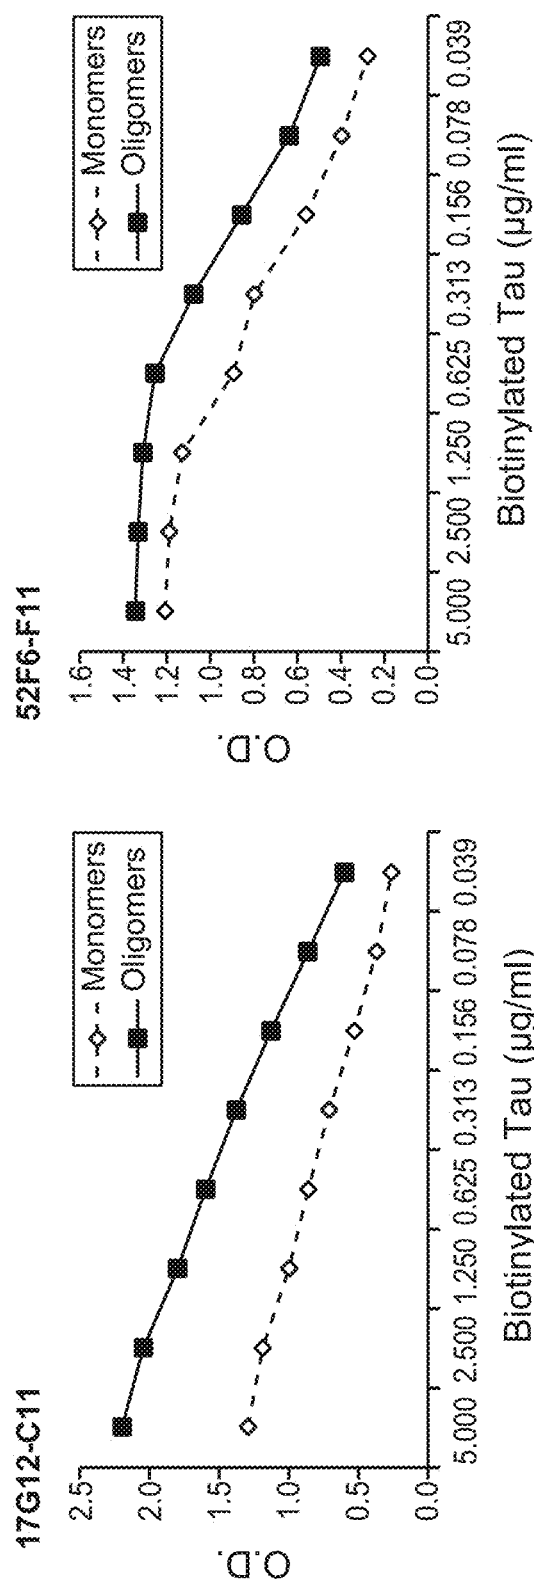 17G12-C11
Monomers
Oligomers
O.D.
2.5
2.0
1.5
1.0
0.5
0.0
5.000 2.500 1.250 0.625 0.313 0.156 0.078 0.039
Biotinylated Tau (µg/ml)
52F6-F11
Monomers
Oligomers
O.D.
1.6
1.4
1.2
1.0
0.8
0.6
0.4
0.2
0.0
5.000 2.500 1.250 0.625 0.313 0.156 0.078 0.039
Biotinylated Tau (µg/ml)